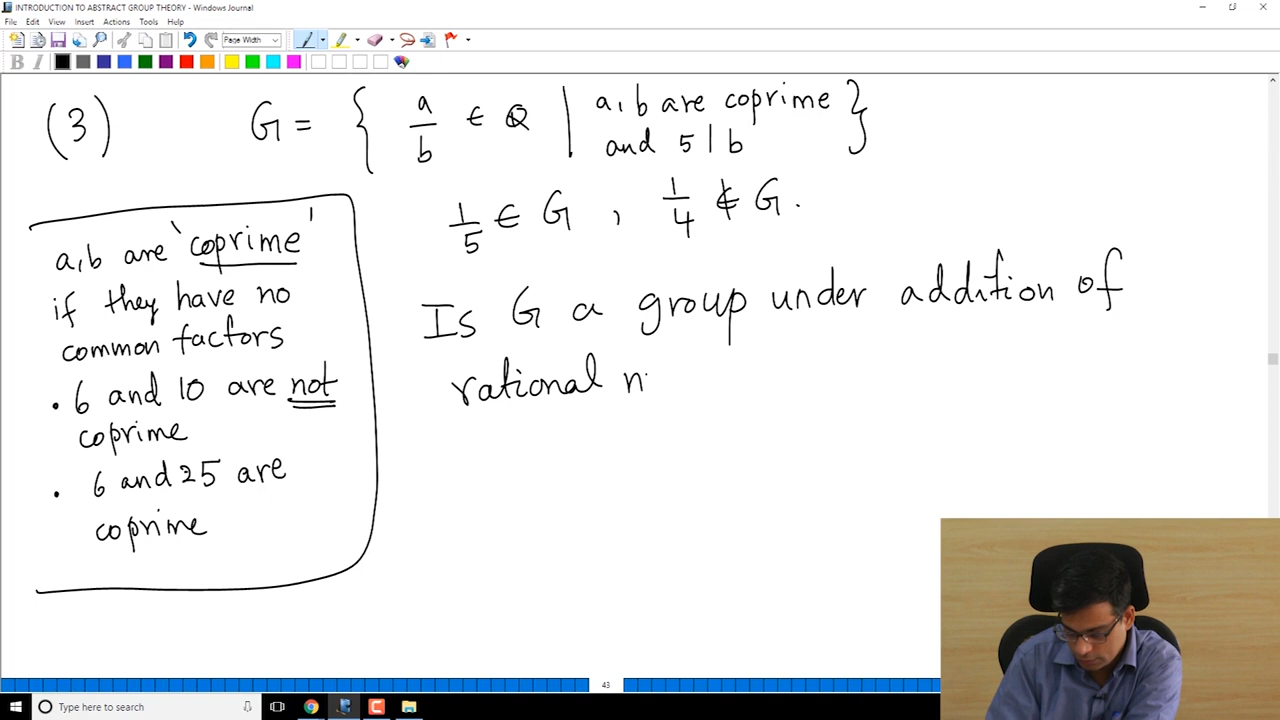 INTRODUCTION TO ABSTRACT GROUP THEORY - Windows Journal
File Edit View Insert Actions Tools Help
Page Width
B I
(3) G = { a/b ∈ Q | a, b are coprime and 5 | b }
1/5 ∈ G , 1/4 ∉ G.
a, b are 'coprime'
if they have no
common factors
• 6 and 10 are not
coprime
• 6 and 25 are
coprime
Is G a group under addition of
rational n
43
Type here to search